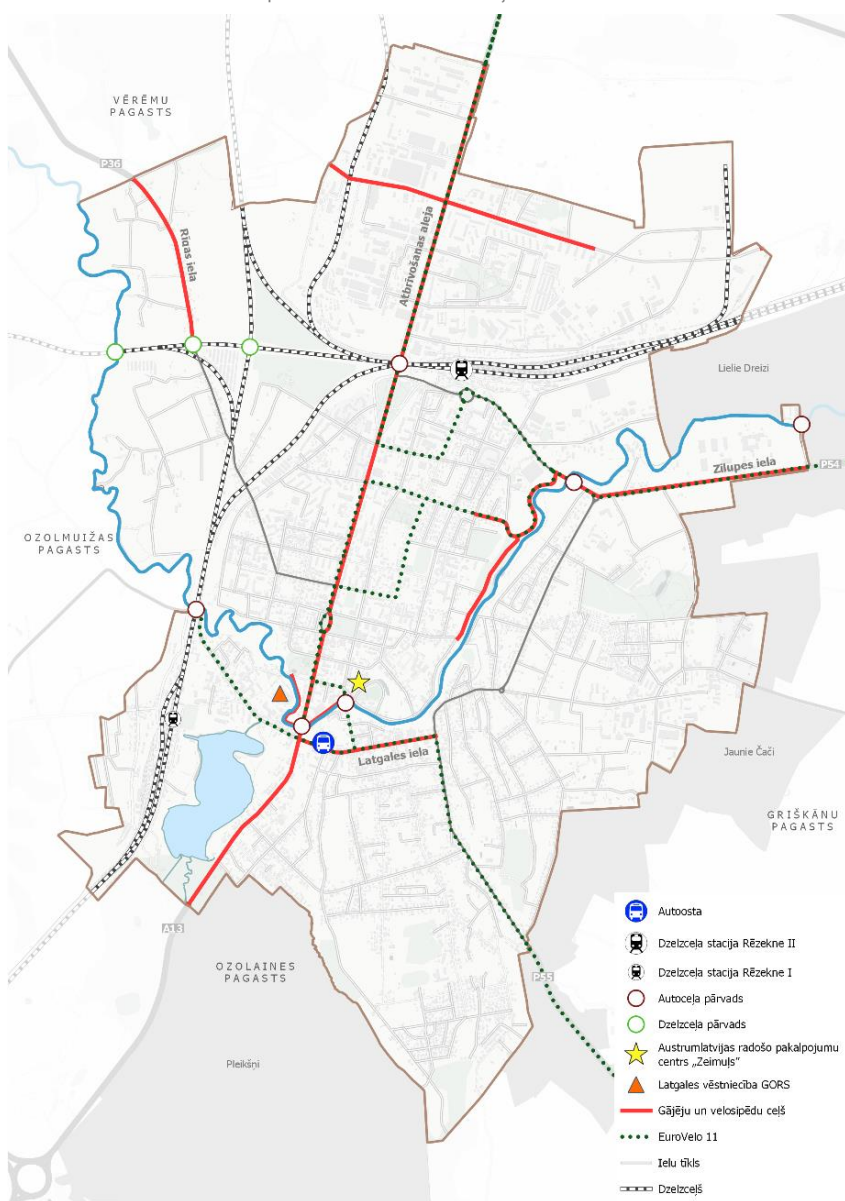 VĒRĒMU
PAGASTS
P36
Rīgas iela
Atbrīvošanas aleja
Lielie Dreizi
Zilupes iela
P54
OZOLMUIŽAS
PAGASTS
Latgales iela
Jaunie Čači
GRIŠKĀNU
PAGASTS
A13
OZOLAINES
PAGASTS
P55
Pleikšņi
Autoosta
Dzelzceļa stacija Rēzekne II
Dzelzceļa stacija Rēzekne I
Autoceļa pārvads
Dzelzceļa pārvads
Austrumlatvijas radošo pakalpojumu
centrs „Zeimuļs"
Latgales vēstniecība GORS
Gājēju un velosipēdu ceļš
EuroVelo 11
Ielu tīkls
Dzelzceļš